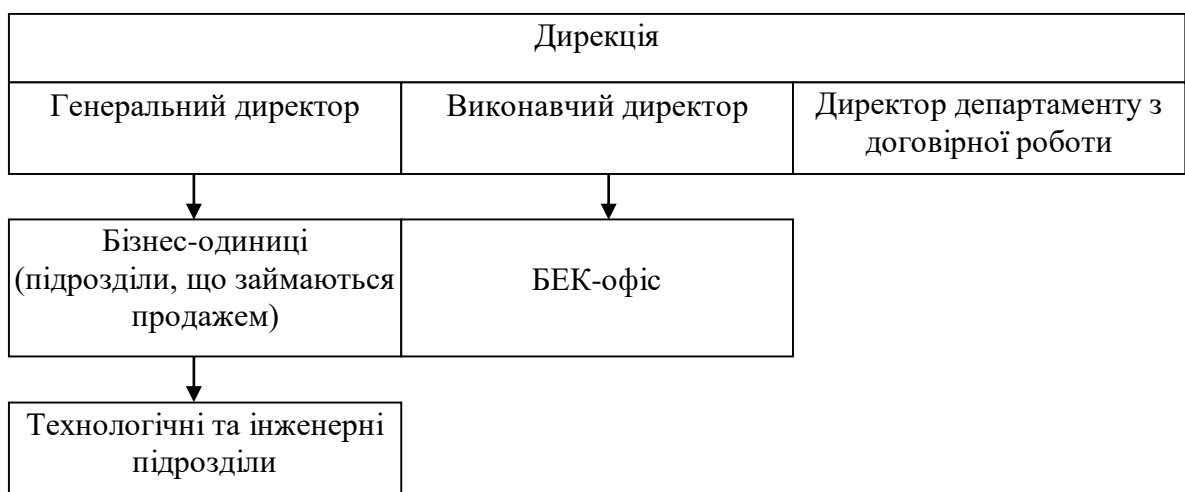 Дирекція
Генеральний директор
Виконавчий директор
Директор департаменту з
договірної роботи
Бізнес-одиниці
(підрозділи, що займаються
продажем)
БЕК-офіс
Технологічні та інженерні
підрозділи